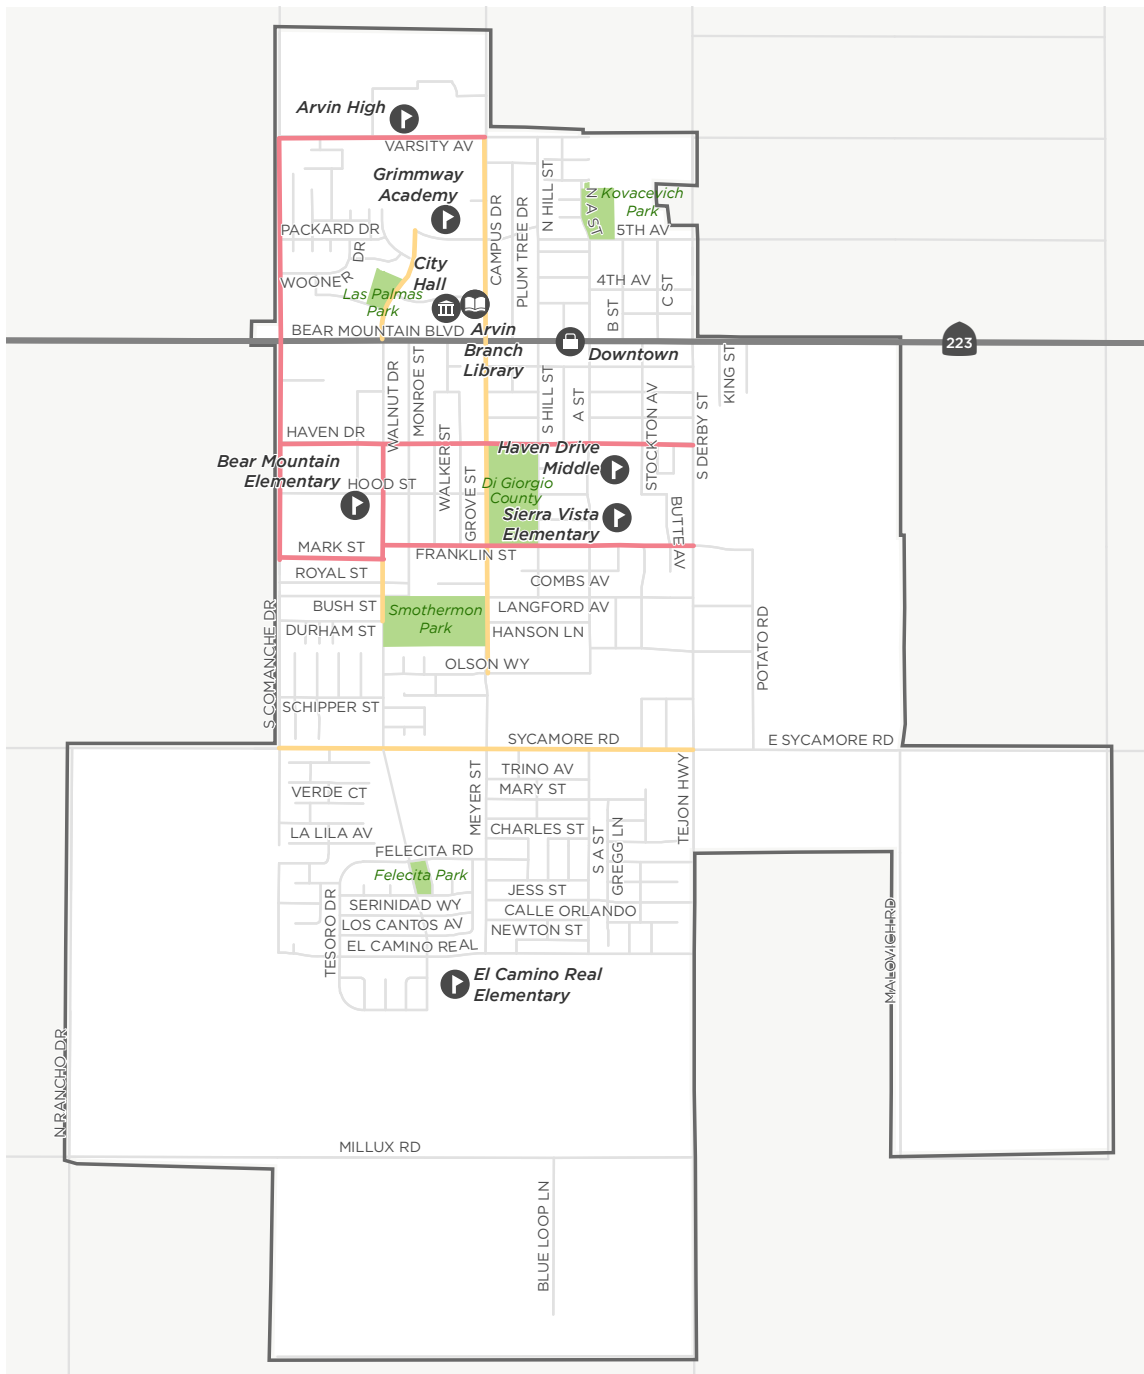 Arvin High
VARSITY AV
Grimmway
Academy
N HILL ST
Kovacevich
Park
N A ST
PACKARD DR
CAMPUS DR
PLUM TREE DR
5TH AV
WOONER DR
City
Hall
4TH AV
C ST
B ST
Las Palmas
Park
BEAR MOUNTAIN BLVD
Arvin
Branch
Library
Downtown
223
WALNUT DR
MONROE ST
S HILL ST
A ST
STOCKTON AV
S DERBY ST
KING ST
HAVEN DR
WALKER ST
GROVE ST
Haven Drive
Middle
Bear Mountain
Elementary
HOOD ST
Di Giorgio
County
Sierra Vista
Elementary
BUTTE AV
MARK ST
FRANKLIN ST
ROYAL ST
COMBS AV
BUSH ST
Smothermon
Park
LANGFORD AV
DURHAM ST
HANSON LN
S COMANCHE DR
POTATO RD
OLSON WY
SCHIPPER ST
SYCAMORE RD
E SYCAMORE RD
MEYER ST
TRINO AV
TEJON HWY
VERDE CT
MARY ST
LA LILA AV
CHARLES ST
S A ST
GREGG LN
FELECITA RD
Felecita Park
JESS ST
TESORO DR
SERINIDAD WY
CALLE ORLANDO
LOS CANTOS AV
NEWTON ST
EL CAMINO REAL
MALOVICH RD
El Camino Real
Elementary
N RANCHO DR
MILLUX RD
BLUE LOOP LN